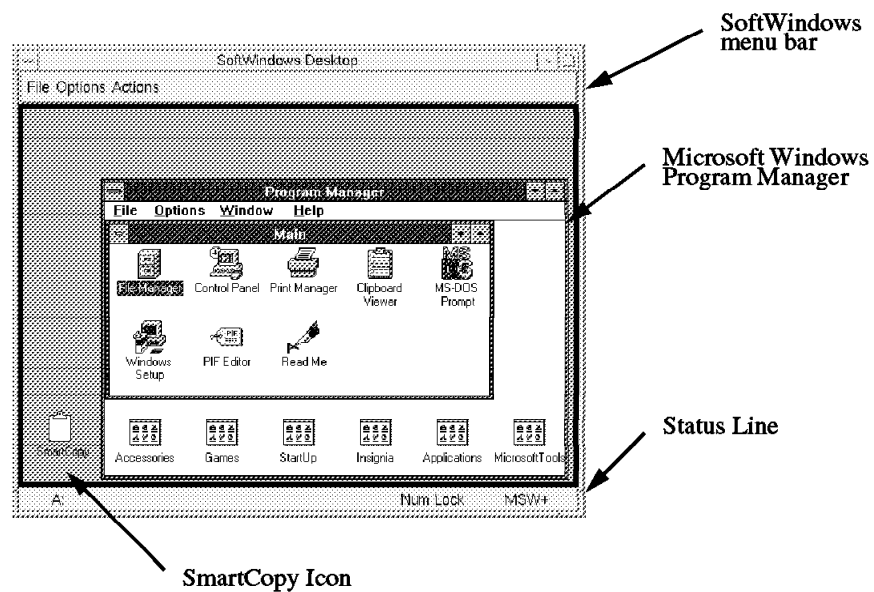 SoftWindows
menu bar
SoftWindows Desktop
File Options Actions
Microsoft Windows
Program Manager
Program Manager
File Options Window Help
Main
File Manager Control Panel Print Manager Clipboard Viewer MS-DOS Prompt
MS
Windows Setup PIF Editor Read Me
PIF
Status Line
SmartCopy Accessories Games StartUp Insignia Applications MicrosoftTools
A: Num Lock MSW+
SmartCopy Icon